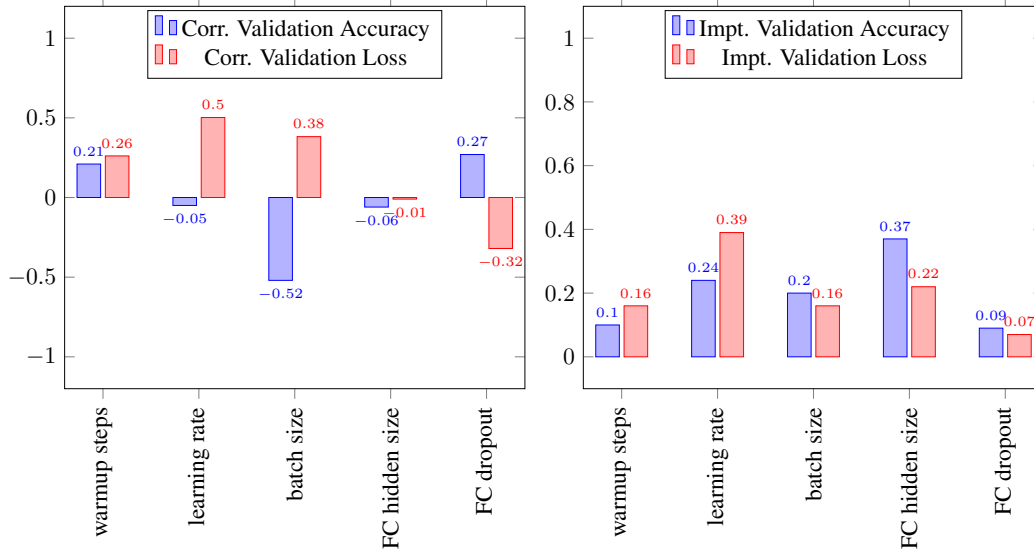 Corr. Validation Accuracy
Corr. Validation Loss
1
0.5
0
−0.5
−1
0.21
0.26
−0.05
0.5
−0.52
0.38
−0.06
−0.01
0.27
−0.32
warmup steps
learning rate
batch size
FC hidden size
FC dropout
Impt. Validation Accuracy
Impt. Validation Loss
1
0.8
0.6
0.4
0.2
0
0.1
0.16
0.24
0.39
0.2
0.16
0.37
0.22
0.09
0.07
warmup steps
learning rate
batch size
FC hidden size
FC dropout